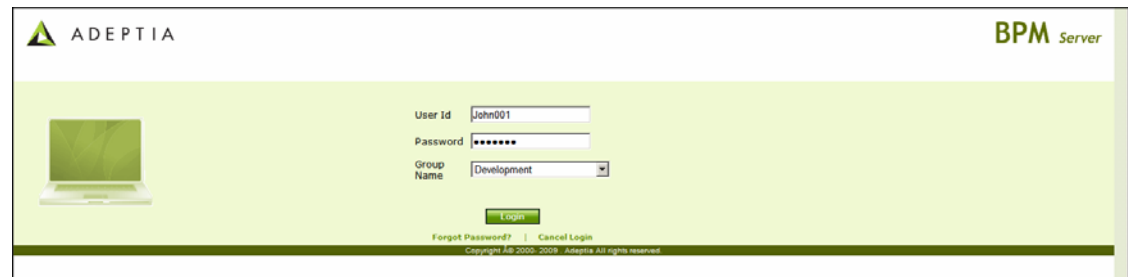 ADEPTIA
BPM Server
User Id John001
Password •••••••
Group
Name
Development
Login
Forgot Password? | Cancel Login
Copyright Â© 2000- 2009 Adeptia All rights reserved.